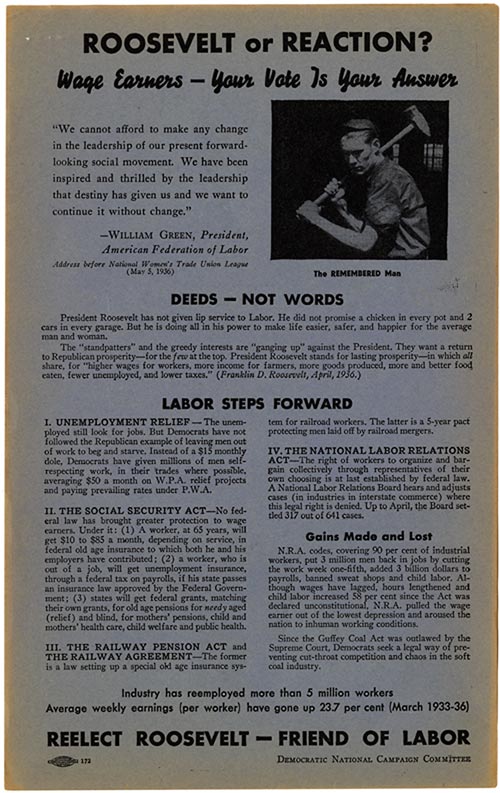 ROOSEVELT or REACTION?
Wage Earners — Your Vote Is Your Answer
"We cannot afford to make any change
in the leadership of our present forward-
looking social movement. We have been
inspired and thrilled by the leadership
that destiny has given us and we want to
continue it without change."
—WILLIAM GREEN, President,
American Federation of Labor
Address before National Women's Trade Union League
(May 5, 1936)
The REMEMBERED Man
DEEDS — NOT WORDS
President Roosevelt has not given lip service to Labor. He did not promise a chicken in every pot and 2
cars in every garage. But he is doing all in his power to make life easier, safer, and happier for the average
man and woman.
The "standpatters" and the greedy interests are "ganging up" against the President. They want a return
to Republican prosperity—for the few at the top. President Roosevelt stands for lasting prosperity—in which all
share, for "higher wages for workers, more income for farmers, more goods produced, more and better food
eaten, fewer unemployed, and lower taxes." (Franklin D. Roosevelt, April, 1936.)
LABOR STEPS FORWARD
I. UNEMPLOYMENT RELIEF—The unem-
ployed still look for jobs. But Democrats have not
followed the Republican example of leaving men out
of work to beg and starve. Instead of a $15 monthly
dole, Democrats have given millions of men self-
respecting work, in their trades where possible,
averaging $50 a month on W.P.A. relief projects
and paying prevailing rates under P.W.A.
II. THE SOCIAL SECURITY ACT—No fed-
eral law has brought greater protection to wage
earners. Under it: (1) A worker, at 65 years, will
get $10 to $85 a month, depending on service, in
federal old age insurance to which both he and his
employers have contributed; (2) a worker, who is
out of a job, will get unemployment insurance,
through a federal tax on payrolls, if his state passes
an insurance law approved by the Federal Govern-
ment; (3) states will get federal grants, matching
their own grants, for old age pensions for needy aged
(relief) and blind, for mothers' pensions, child and
mothers' health care, child welfare and public health.
III. THE RAILWAY PENSION ACT and
THE RAILWAY AGREEMENT—The former
is a law setting up a special old age insurance sys-
tem for railroad workers. The latter is a 5-year pact
protecting men laid off by railroad mergers.
IV. THE NATIONAL LABOR RELATIONS
ACT—The right of workers to organize and bar-
gain collectively through representatives of their
own choosing is at last established by federal law.
A National Labor Relations Board hears and adjusts
cases (in industries in interstate commerce) where
this legal right is denied. Up to April, the Board set-
tled 317 out of 641 cases.
Gains Made and Lost
N.R.A. codes, covering 90 per cent of industrial
workers, put 3 million men back in jobs by cutting
the work week one-fifth, added 3 billion dollars to
payrolls, banned sweat shops and child labor. Al-
though wages have lagged, hours lengthened and
child labor increased 58 per cent since the Act was
declared unconstitutional, N.R.A. pulled the wage
earner out of the lowest depression and aroused the
nation to inhuman working conditions.
Since the Guffey Coal Act was outlawed by the
Supreme Court, Democrats seek a legal way of pre-
venting cut-throat competition and chaos in the soft
coal industry.
Industry has reemployed more than 5 million workers
Average weekly earnings (per worker) have gone up 23.7 per cent (March 1933-36)
REELECT ROOSEVELT — FRIEND OF LABOR
172
DEMOCRATIC NATIONAL CAMPAIGN COMMITTEE